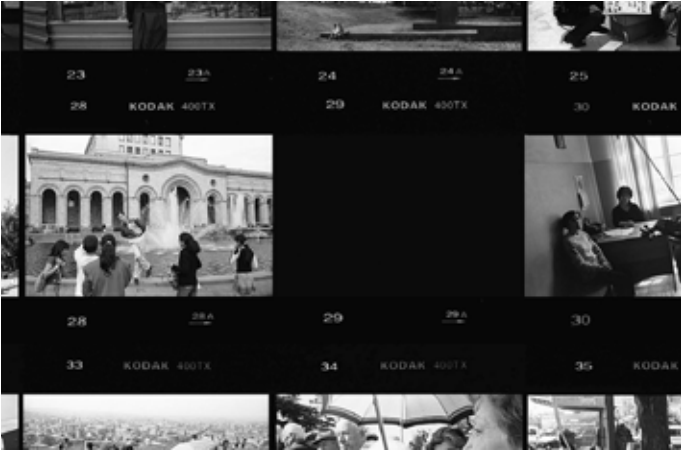 23 23A 24 24A 25
28 KODAK 400TX 29 KODAK 400TX 30 KODAK
28 28A 29 29A 30
33 KODAK 400TX 34 KODAK 400TX 35 KODAK